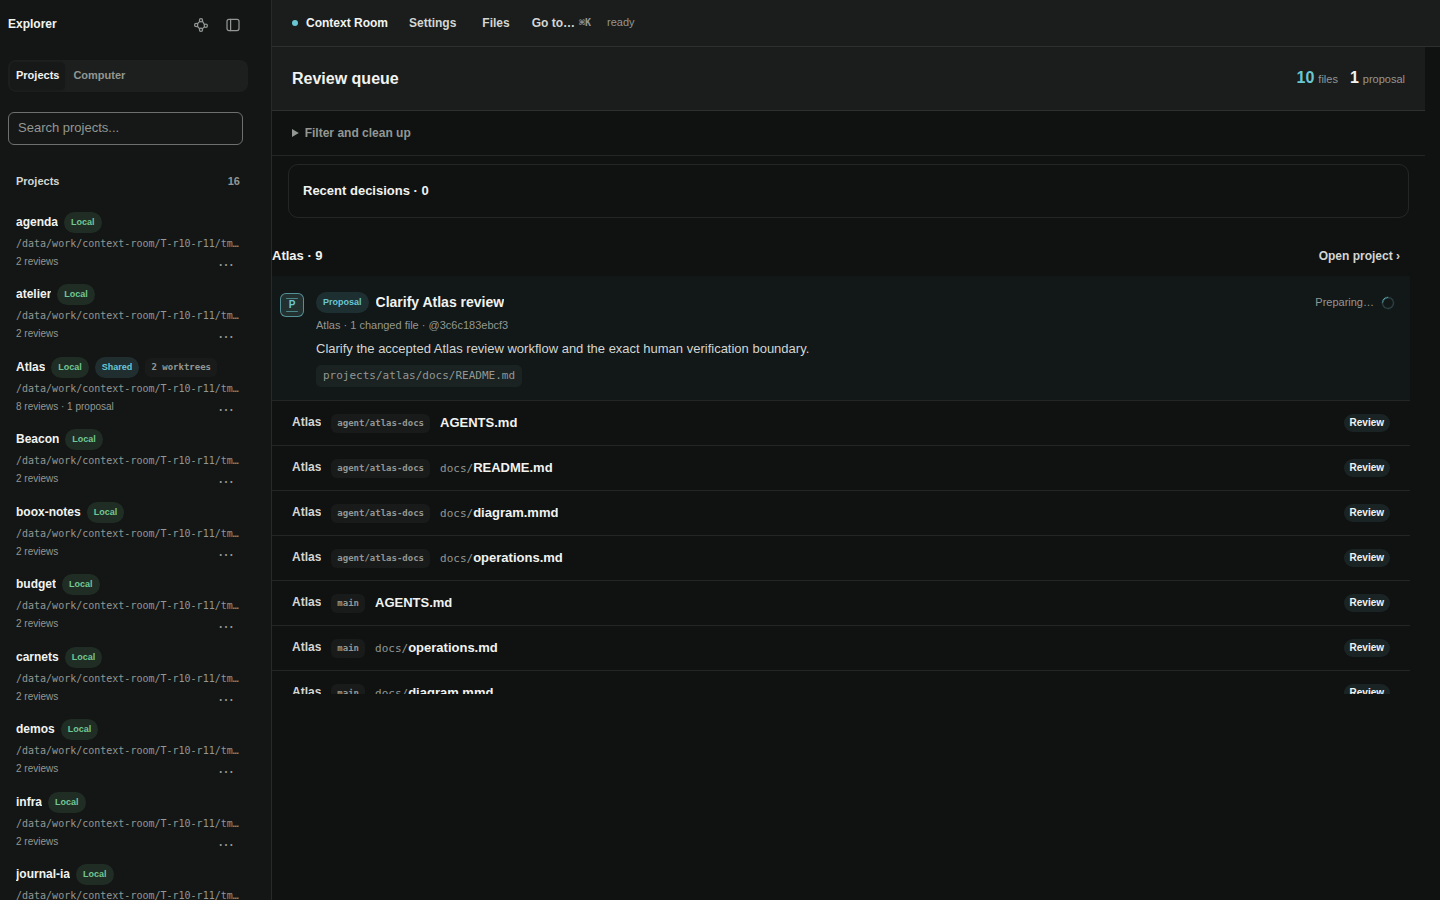 Explorer
Projects Computer
Search projects...
Projects 16
agenda Local
/data/work/context-room/T-r10-r11/tm…
2 reviews ...
atelier Local
/data/work/context-room/T-r10-r11/tm…
2 reviews ...
Atlas Local Shared 2 worktrees
/data/work/context-room/T-r10-r11/tm…
8 reviews · 1 proposal ...
Beacon Local
/data/work/context-room/T-r10-r11/tm…
2 reviews ...
boox-notes Local
/data/work/context-room/T-r10-r11/tm…
2 reviews ...
budget Local
/data/work/context-room/T-r10-r11/tm…
2 reviews ...
carnets Local
/data/work/context-room/T-r10-r11/tm…
2 reviews ...
demos Local
/data/work/context-room/T-r10-r11/tm…
2 reviews ...
infra Local
/data/work/context-room/T-r10-r11/tm…
2 reviews ...
journal-ia Local
/data/work/context-room/T-r10-r11/tm…
Context Room Settings Files Go to… ⌘K ready
Review queue 10 files 1 proposal
Filter and clean up
Recent decisions · 0
Atlas · 9 Open project ›
P Proposal Clarify Atlas review Preparing…
Atlas · 1 changed file · @3c6c183ebcf3
Clarify the accepted Atlas review workflow and the exact human verification boundary.
projects/atlas/docs/README.md
Atlas agent/atlas-docs AGENTS.md Review
Atlas agent/atlas-docs docs/README.md Review
Atlas agent/atlas-docs docs/diagram.mmd Review
Atlas agent/atlas-docs docs/operations.md Review
Atlas main AGENTS.md Review
Atlas main docs/operations.md Review
Atlas main docs/diagram.mmd Review